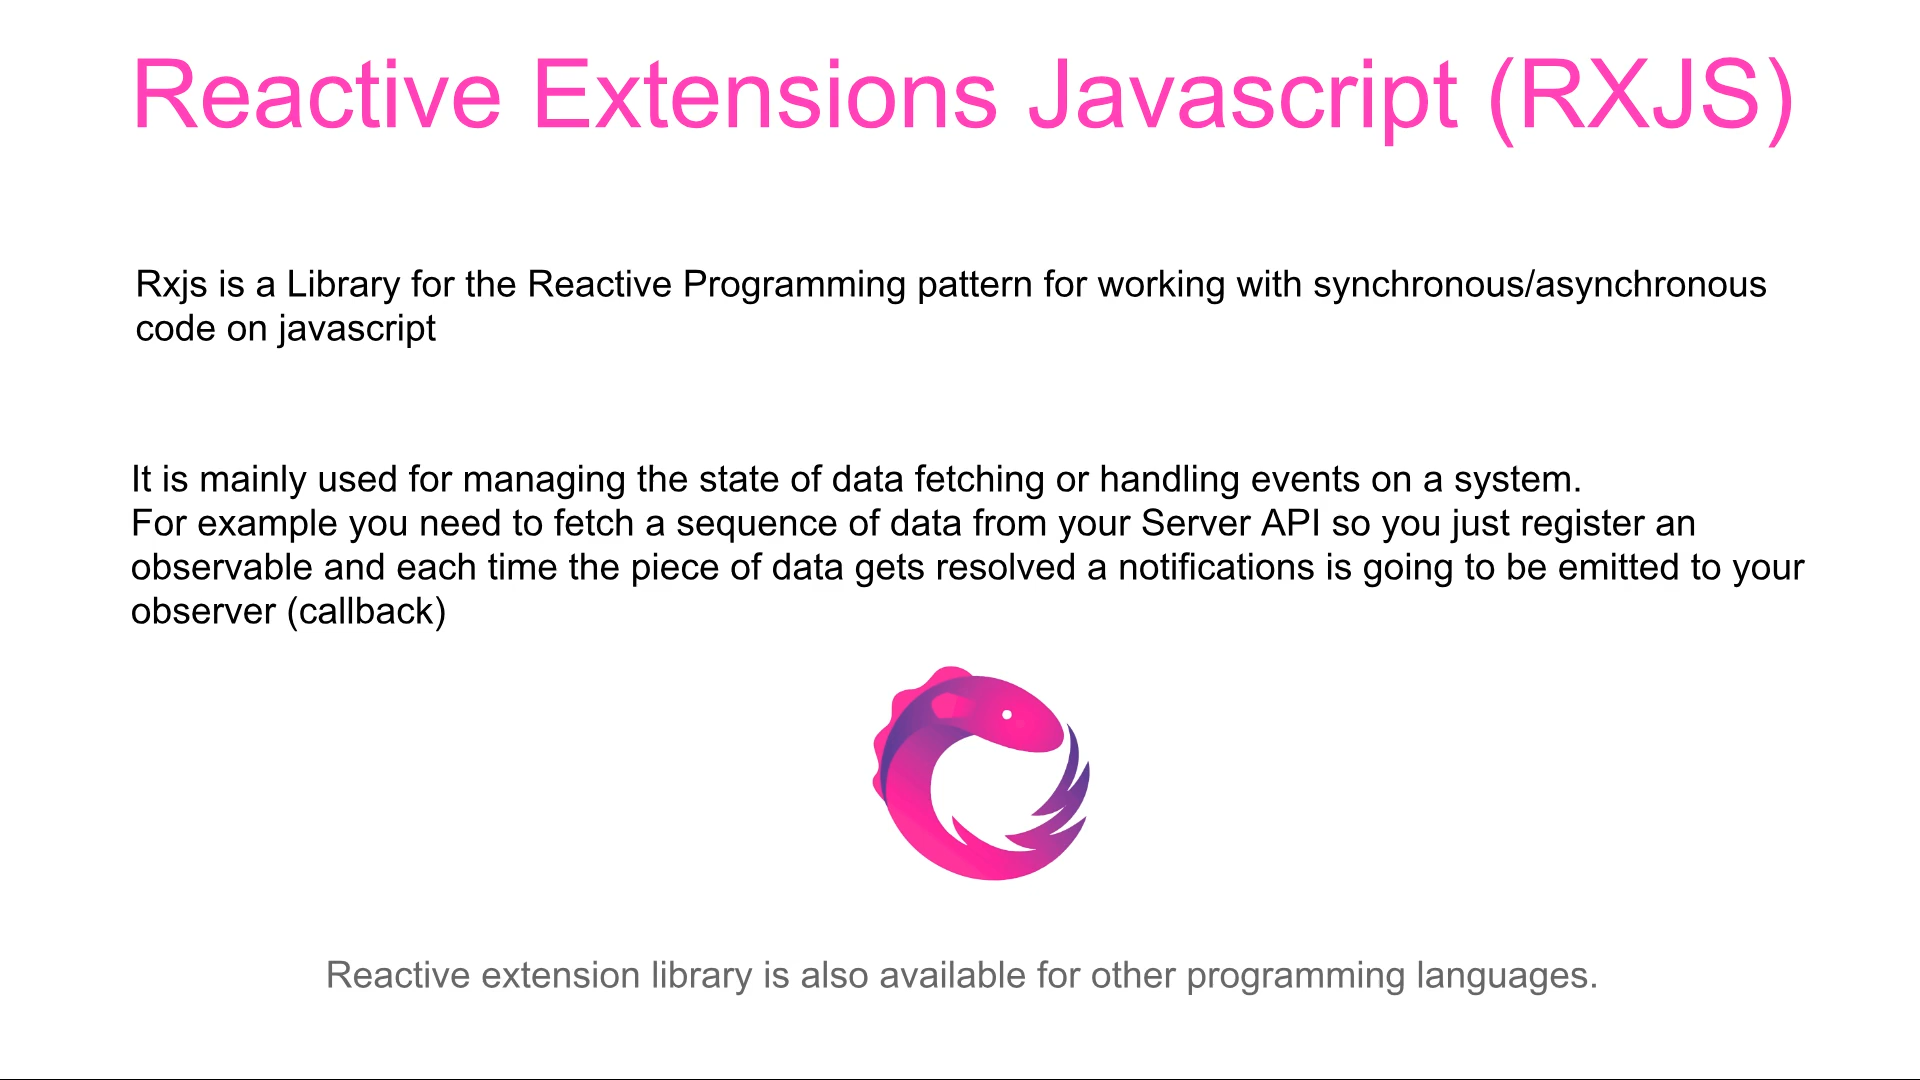 Reactive Extensions Javascript (RXJS)
Rxjs is a Library for the Reactive Programming pattern for working with synchronous/asynchronous
code on javascript
It is mainly used for managing the state of data fetching or handling events on a system.
For example you need to fetch a sequence of data from your Server API so you just register an
observable and each time the piece of data gets resolved a notifications is going to be emitted to your
observer (callback)
Reactive extension library is also available for other programming languages.